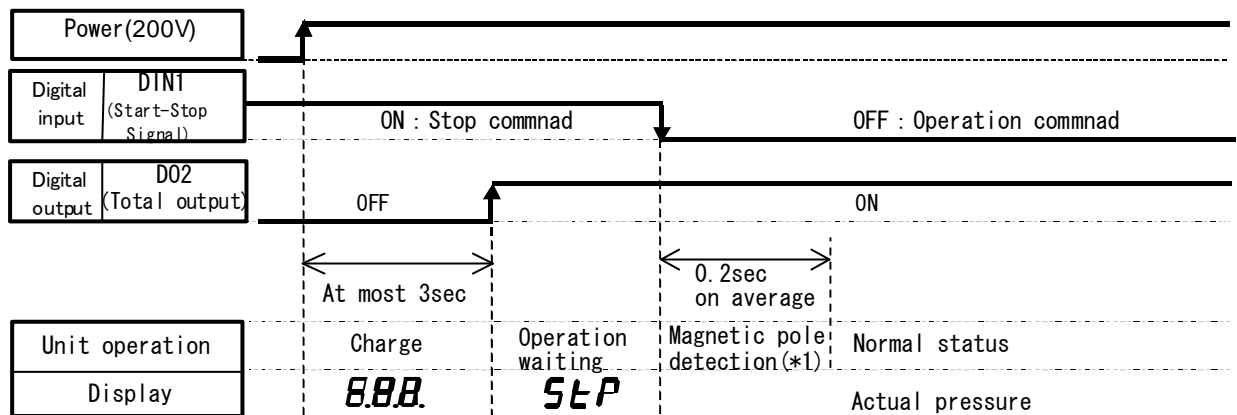 Power(200V)
Digital input
DIN1
(Start-Stop Signal)
ON : Stop commnad
OFF : Operation commnad
Digital output
DO2
(Total output)
OFF
ON
At most 3sec
0.2sec
on average
Unit operation
Charge
Operation waiting
Magnetic pole detection(*1)
Normal status
Display
8.8.8.
StP
Actual pressure